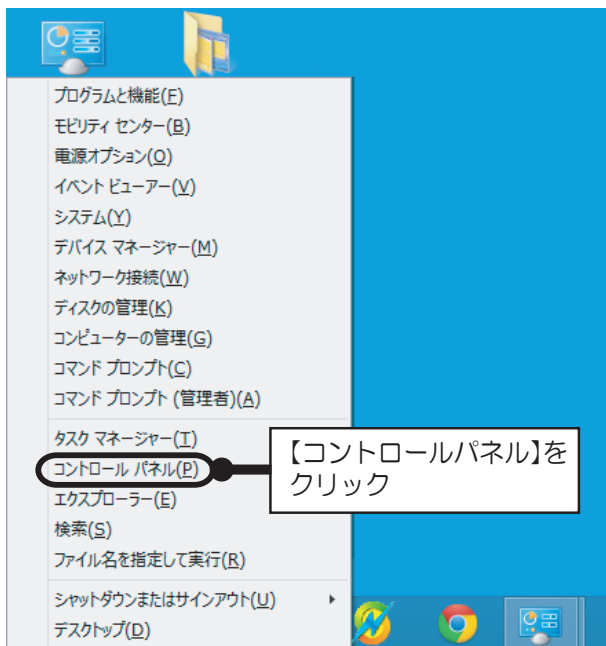 プログラムと機能(F)
モビリティ センター(B)
電源オプション(O)
イベント ビューアー(V)
システム(Y)
デバイス マネージャー(M)
ネットワーク接続(W)
ディスクの管理(K)
コンピューターの管理(G)
コマンド プロンプト(C)
コマンド プロンプト (管理者)(A)
タスク マネージャー(T)
コントロール パネル(P)
【コントロールパネル】を
クリック
エクスプローラー(E)
検索(S)
ファイル名を指定して実行(R)
シャットダウンまたはサインアウト(U)
デスクトップ(D)